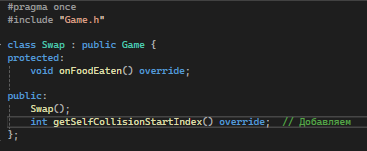 #pragma once
#include "Game.h"
class Swap : public Game {
protected:
void onFoodEaten() override;
public:
Swap();
int getSelfCollisionStartIndex() override; // Добавляем
};